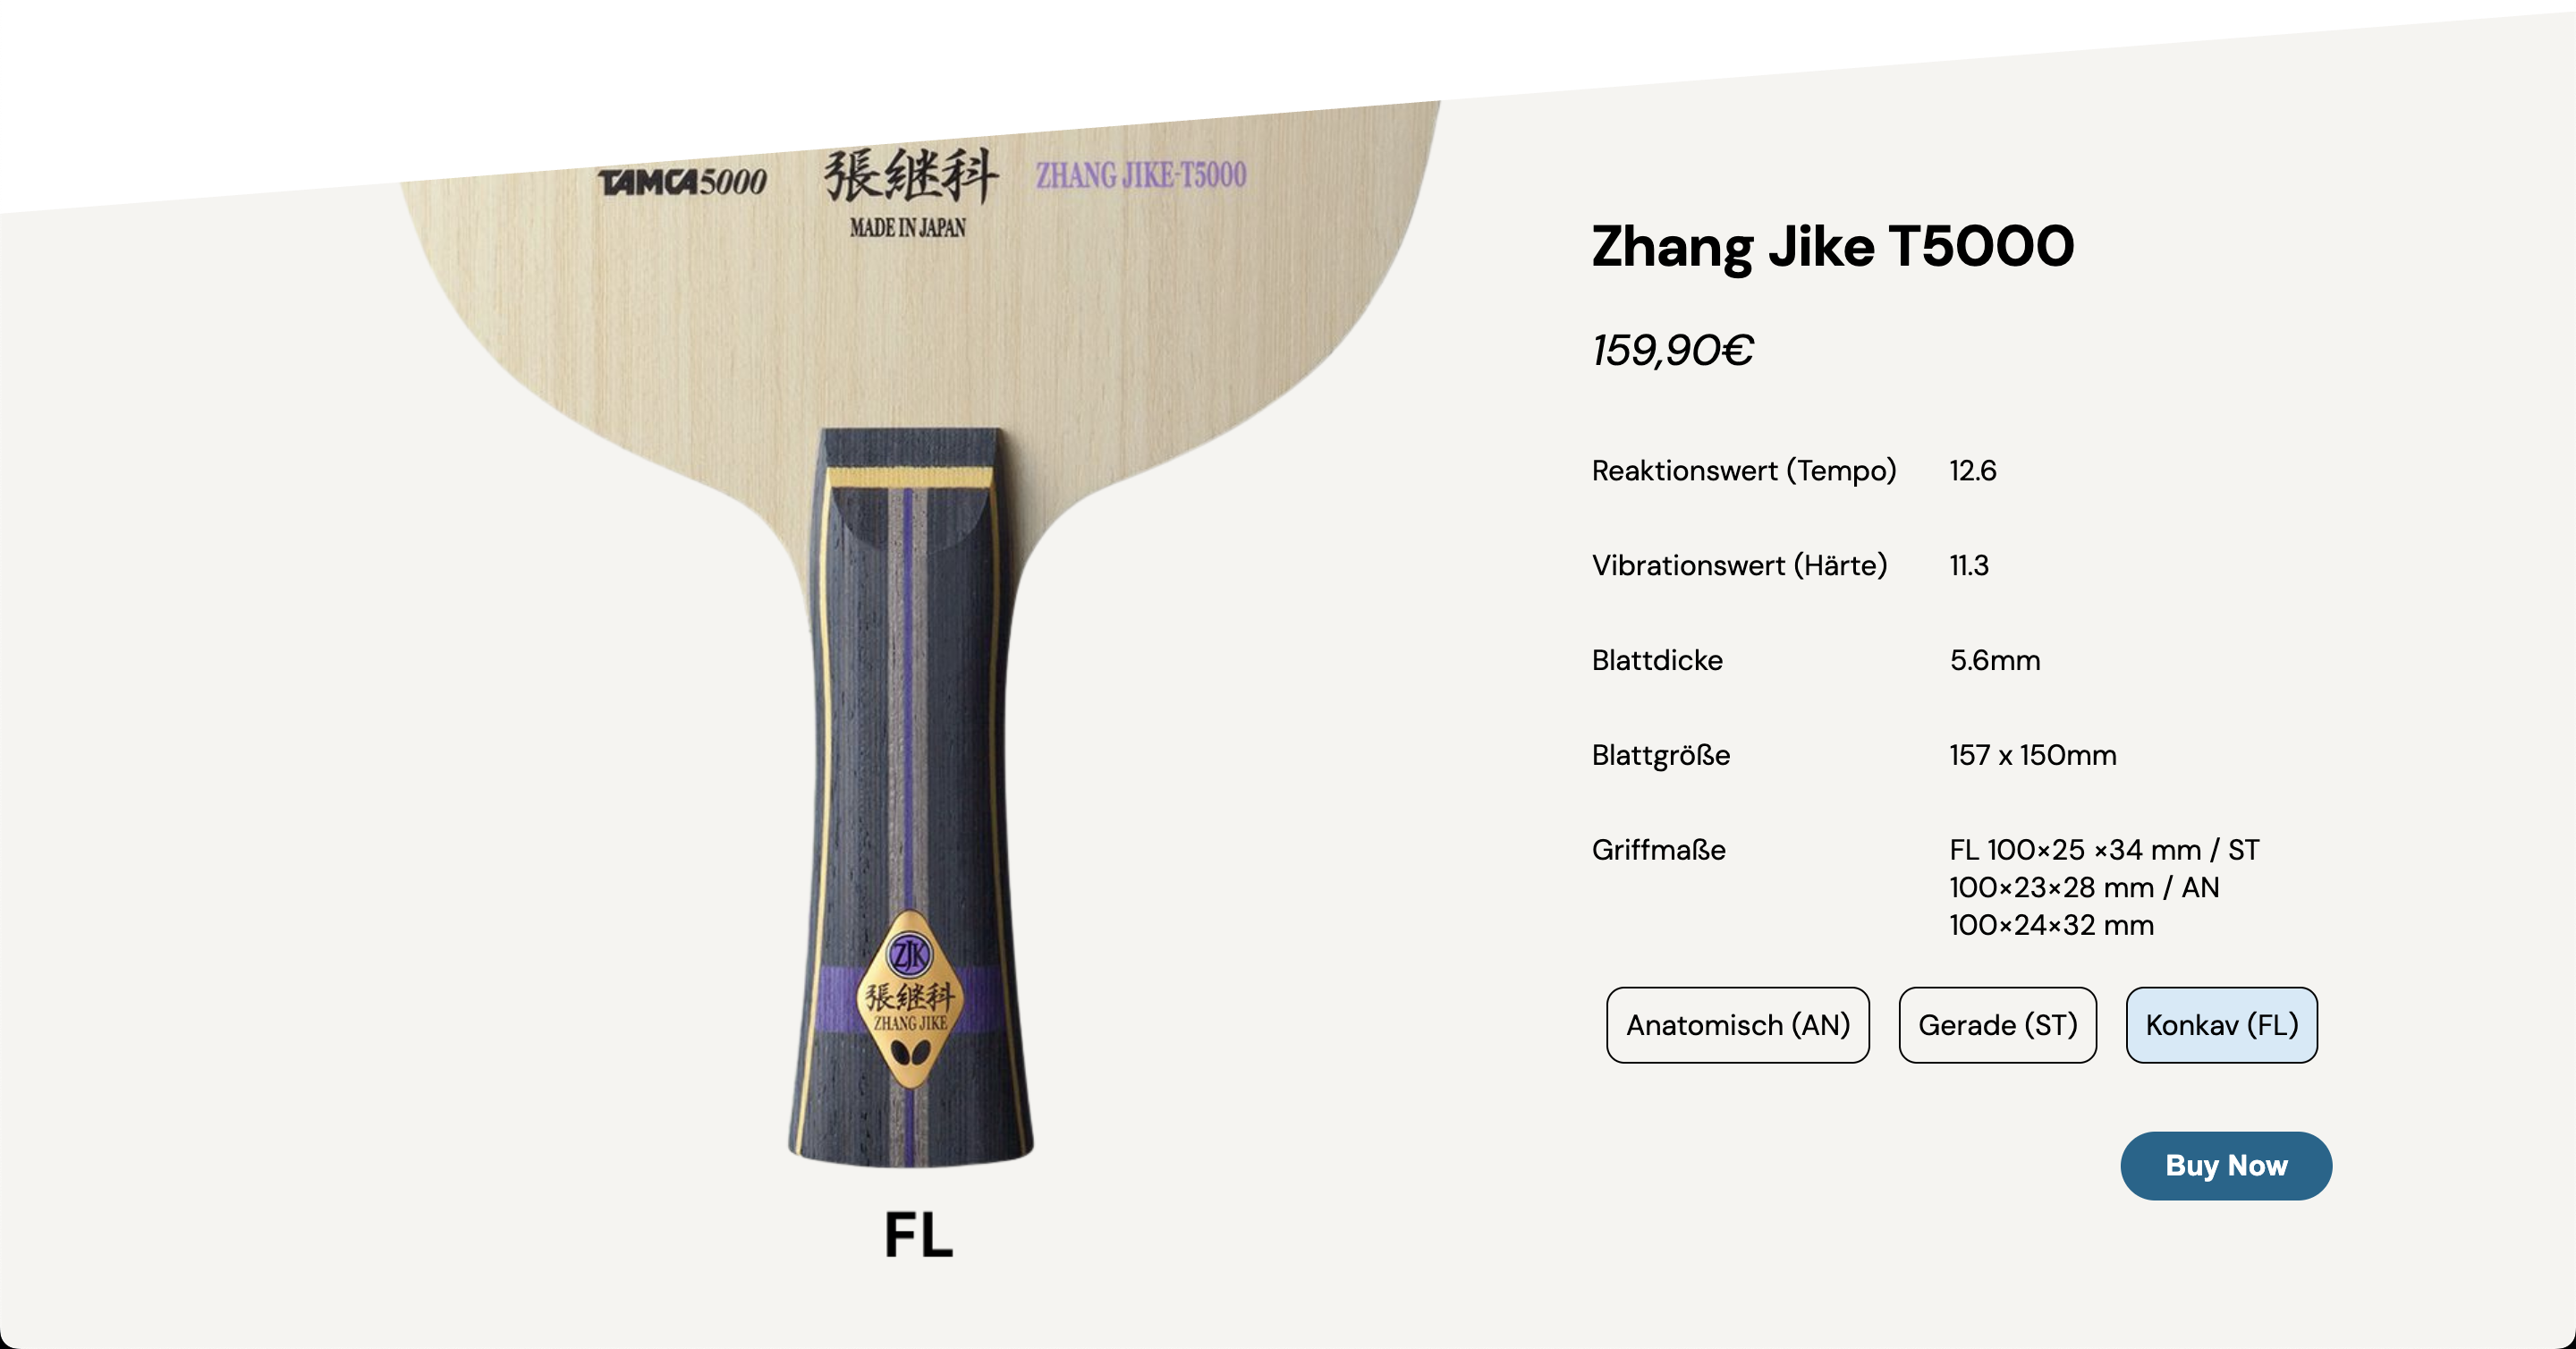 TAMCA5000
張継科
ZHANG JIKE-T5000
MADE IN JAPAN
ZJK
張継科
ZHANG JIKE
FL
Zhang Jike T5000
159,90€
Reaktionswert (Tempo) 12.6
Vibrationswert (Härte) 11.3
Blattdicke 5.6mm
Blattgröße 157 x 150mm
Griffmaße FL 100×25 ×34 mm / ST
100×23×28 mm / AN
100×24×32 mm
Anatomisch (AN) Gerade (ST) Konkav (FL)
Buy Now